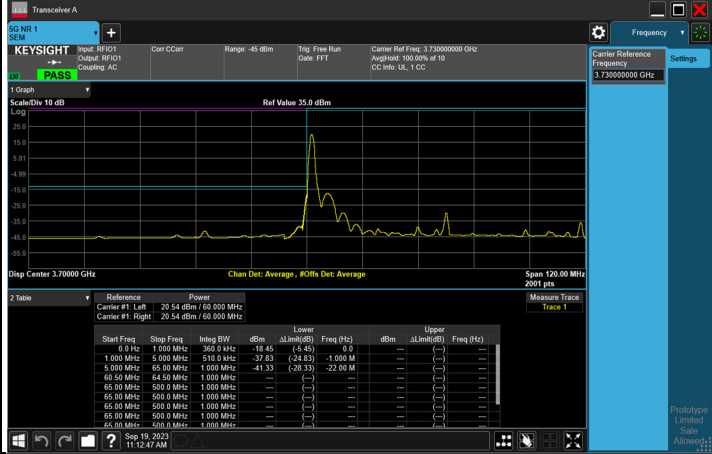 Transceiver A
5G NR 1
SEM
Frequency
KEYSIGHT
Input: RFIO1
Output: RFIO1
Coupling: AC
Corr CCorr
Range: -45 dBm
Trig: Free Run
Gate: FFT
Carrier Ref Freq: 3.730000000 GHz
Avg|Hold: 100.00% of 10
CC Info: UL, 1 CC
PASS
Carrier Reference
Frequency
3.730000000 GHz
Settings
1 Graph
Scale/Div 10 dB
Ref Value 35.0 dBm
Log
25.0
15.0
5.01
-4.99
-15.0
-25.0
-35.0
-45.0
-55.0
Disp Center 3.70000 GHz
Chan Det: Average , #Offs Det: Average
Span 120.00 MHz
2001 pts
2 Table
Reference Power
Carrier #1: Left 20.54 dBm / 60.000 MHz
Carrier #1: Right 20.54 dBm / 60.000 MHz
Measure Trace
Trace 1
Lower Upper
Start Freq Stop Freq Integ BW dBm ΔLimit(dB) Freq (Hz) dBm ΔLimit(dB) Freq (Hz)
0.0 Hz 1.000 MHz 360.0 kHz -18.45 (-5.45) 0.0 --- (---) ---
1.000 MHz 5.000 MHz 510.0 kHz -37.83 (-24.83) -1.000 M --- (---) ---
5.000 MHz 65.00 MHz 1.000 MHz -41.33 (-28.33) -22.00 M --- (---) ---
60.50 MHz 64.50 MHz 1.000 MHz --- (---) --- --- (---) ---
65.00 MHz 500.0 MHz 1.000 MHz --- (---) --- --- (---) ---
65.00 MHz 500.0 MHz 1.000 MHz --- (---) --- --- (---) ---
65.00 MHz 500.0 MHz 1.000 MHz --- (---) --- --- (---) ---
65.00 MHz 500.0 MHz 1.000 MHz --- (---) --- --- (---) ---
65.00 MHz 500.0 MHz 1.000 MHz --- (---) --- --- (---) ---
Prototype
Limited
Sale
Allowed
Sep 19, 2023
11:12:47 AM